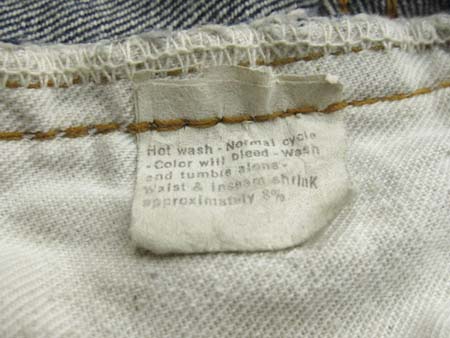 Hot wash - Normal cycle
- Color will bleed - Wash
and tumble alone -
Waist & Inseam shrink
approximately 8%